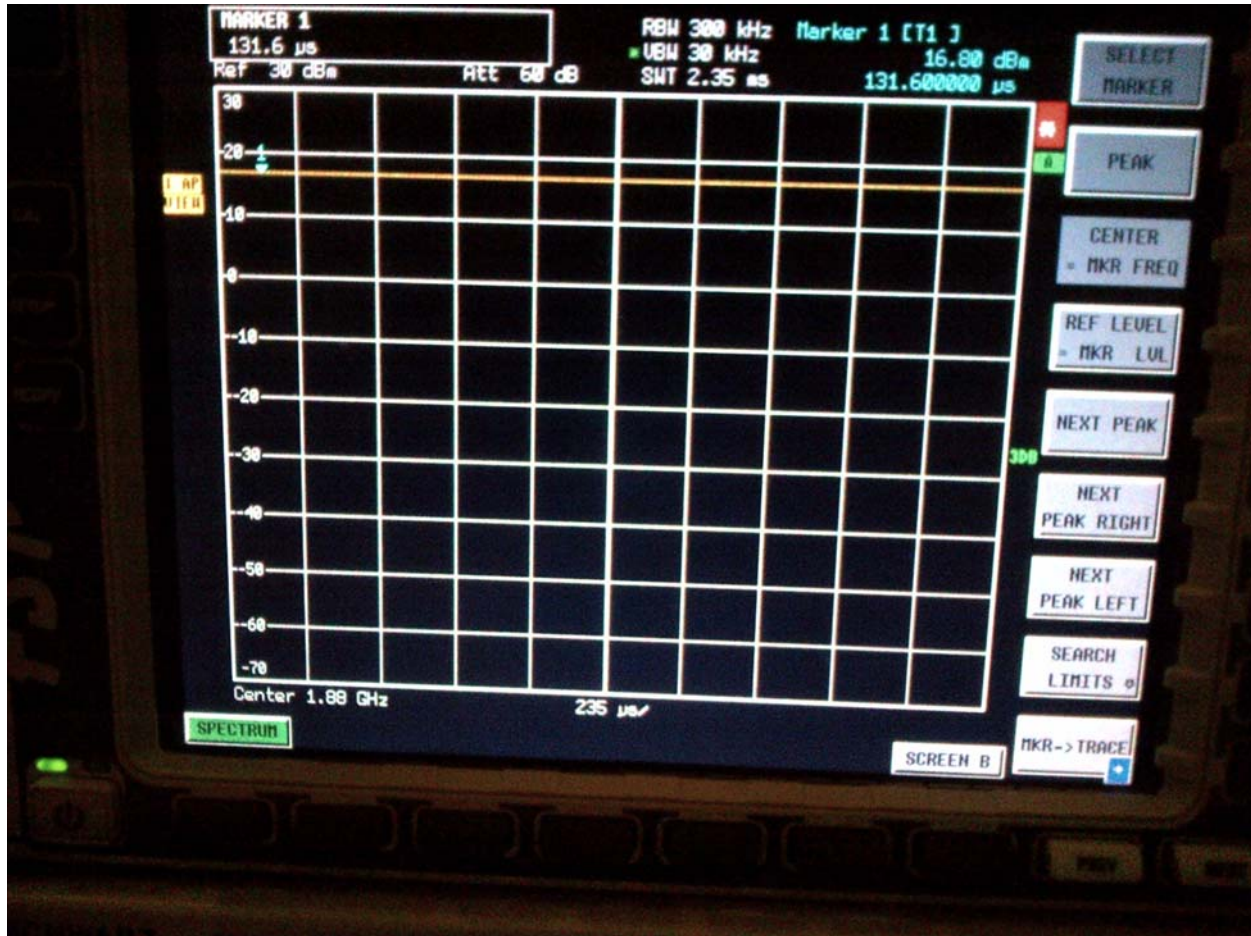 MARKER 1
131.6 µs
Ref 30 dBm
Att 60 dB
RBW 300 kHz
VBW 30 kHz
SWT 2.35 ms
Marker 1 [T1 ]
16.80 dBm
131.600000 µs
30
20
1
10
0
-10
-20
-30
-40
-50
-60
-70
1 AP
VIEW
A
3DB
Center 1.88 GHz
235 µs/
SPECTRUM
SCREEN B
SELECT
MARKER
PEAK
CENTER
= MKR FREQ
REF LEVEL
= MKR LVL
NEXT PEAK
NEXT
PEAK RIGHT
NEXT
PEAK LEFT
SEARCH
LIMITS
MKR->TRACE
PREV